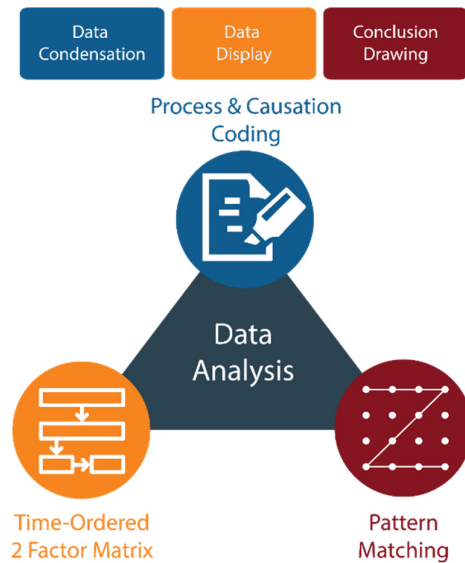 Data
Condensation
Data
Display
Conclusion
Drawing
Process & Causation
Coding
Data
Analysis
Time-Ordered
2 Factor Matrix
Pattern
Matching